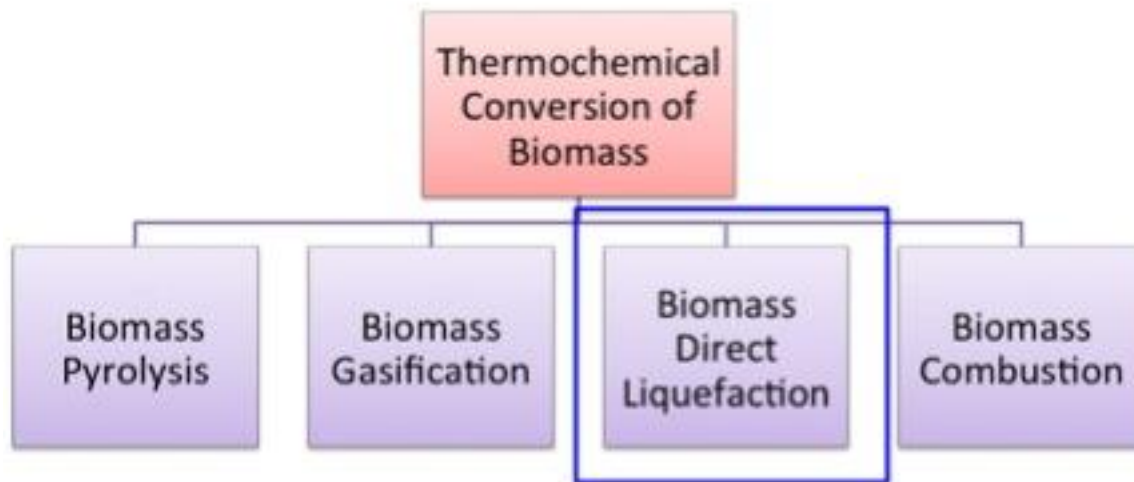 Thermochemical
Conversion of
Biomass
Biomass
Pyrolysis
Biomass
Gasification
Biomass
Direct
Liquefaction
Biomass
Combustion